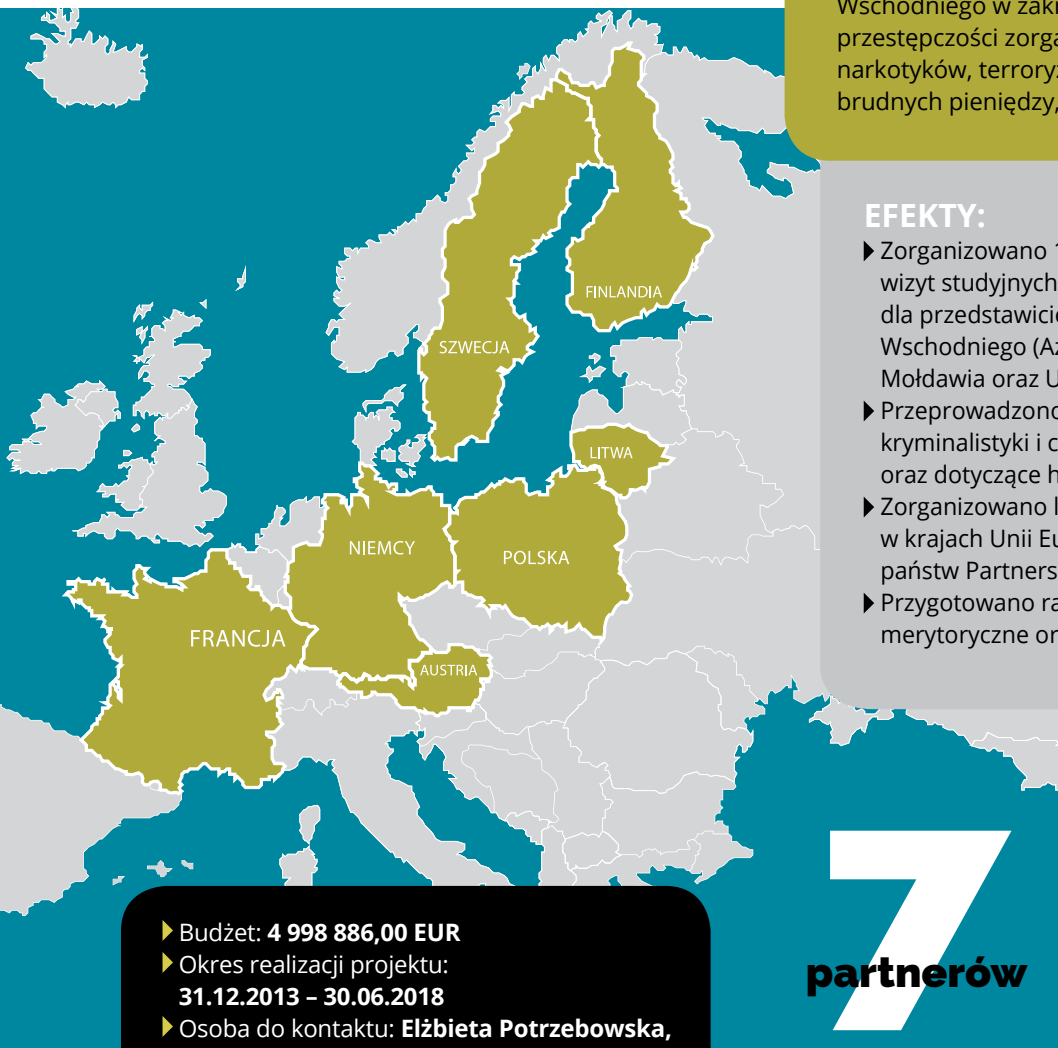 Wschodniego w zakr
przestępczości zorga
narkotyków, terroryz
brudnych pieniędzy,
EFEKTY:
Zorganizowano 1
wizyt studyjnych
dla przedstawicie
Wschodniego (Az
Mołdawia oraz U
Przeprowadzono
kryminalistyki i c
oraz dotyczące h
Zorganizowano l
w krajach Unii Eu
państw Partners
Przygotowano ra
merytoryczne or
FINLANDIA
SZWECJA
LITWA
NIEMCY
POLSKA
FRANCJA
AUSTRIA
Budżet: 4 998 886,00 EUR
Okres realizacji projektu:
31.12.2013 – 30.06.2018
Osoba do kontaktu: Elżbieta Potrzebowska,
7
partnerów